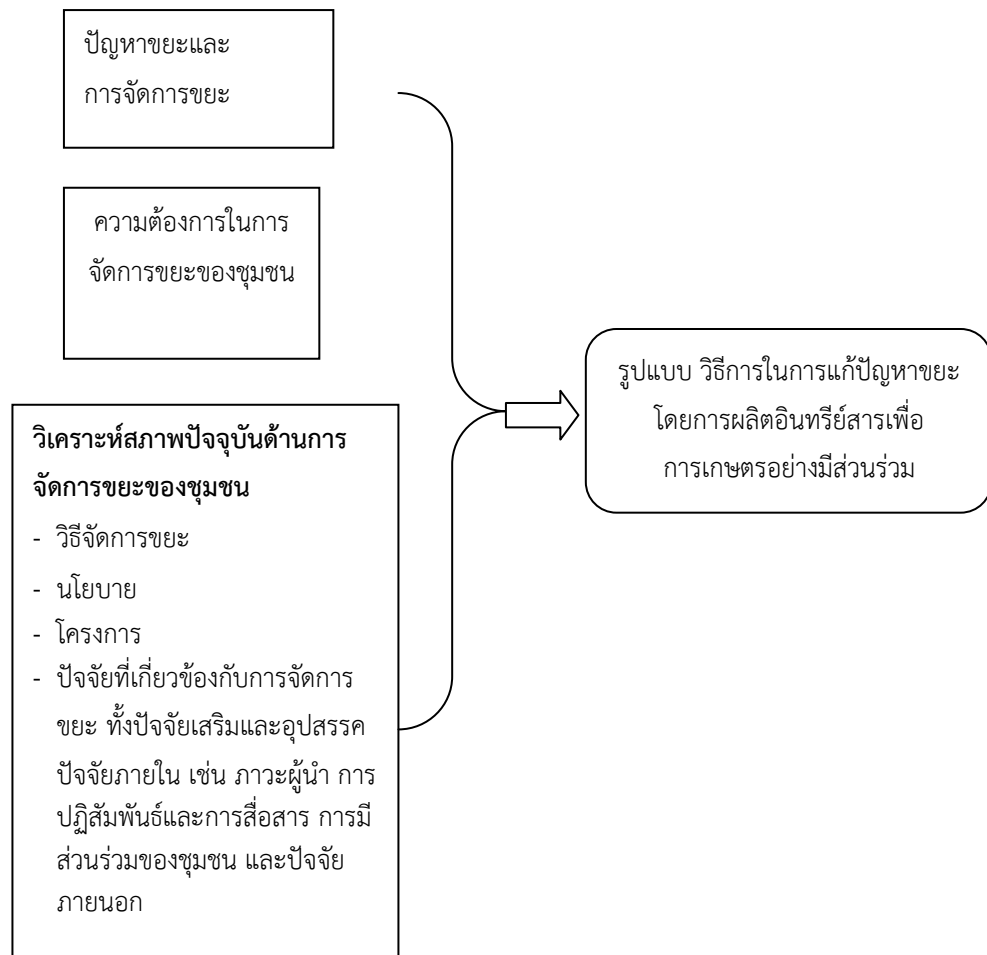 ปัญหาขยะและ
การจัดการขยะ
ความต้องการในการ
จัดการขยะของชุมชน
วิเคราะห์สภาพปัจจุบันด้านการ
จัดการขยะของชุมชน
- วิธีจัดการขยะ
- นโยบาย
- โครงการ
- ปัจจัยที่เกี่ยวข้องกับการจัดการ
ขยะ ทั้งปัจจัยเสริมและอุปสรรค
ปัจจัยภายใน เช่น ภาวะผู้นำ การ
ปฏิสัมพันธ์และการสื่อสาร การมี
ส่วนร่วมของชุมชน และปัจจัย
ภายนอก
รูปแบบ วิธีการในการแก้ปัญหาขยะ
โดยการผลิตอินทรีย์สารเพื่อ
การเกษตรอย่างมีส่วนร่วม